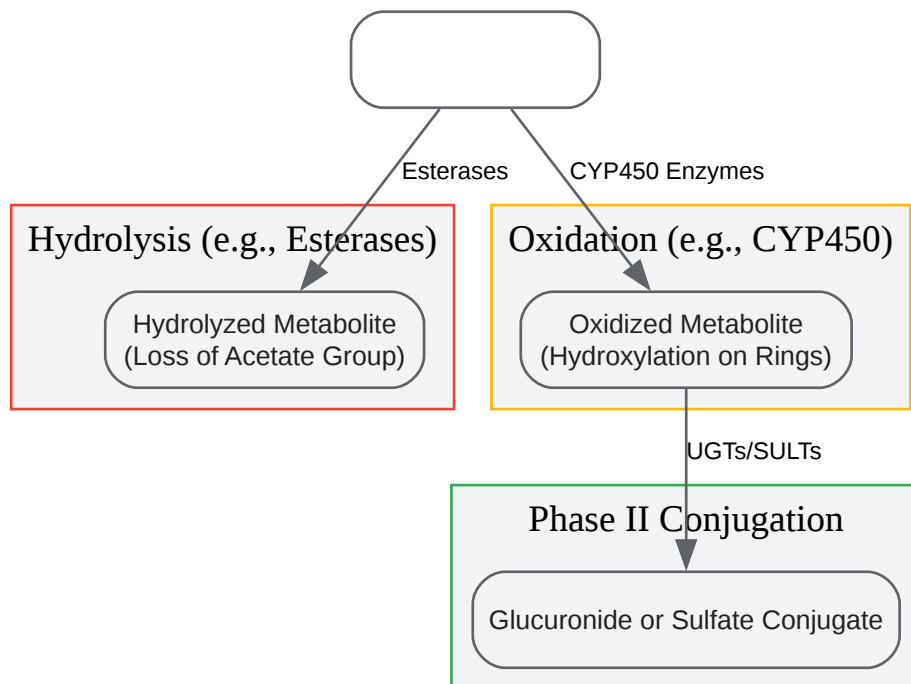 Esterases
CYP450 Enzymes
Hydrolysis (e.g., Esterases)
Oxidation (e.g., CYP450)
Hydrolyzed Metabolite
(Loss of Acetate Group)
Oxidized Metabolite
(Hydroxylation on Rings)
UGTs/SULTs
Phase II Conjugation
Glucuronide or Sulfate Conjugate